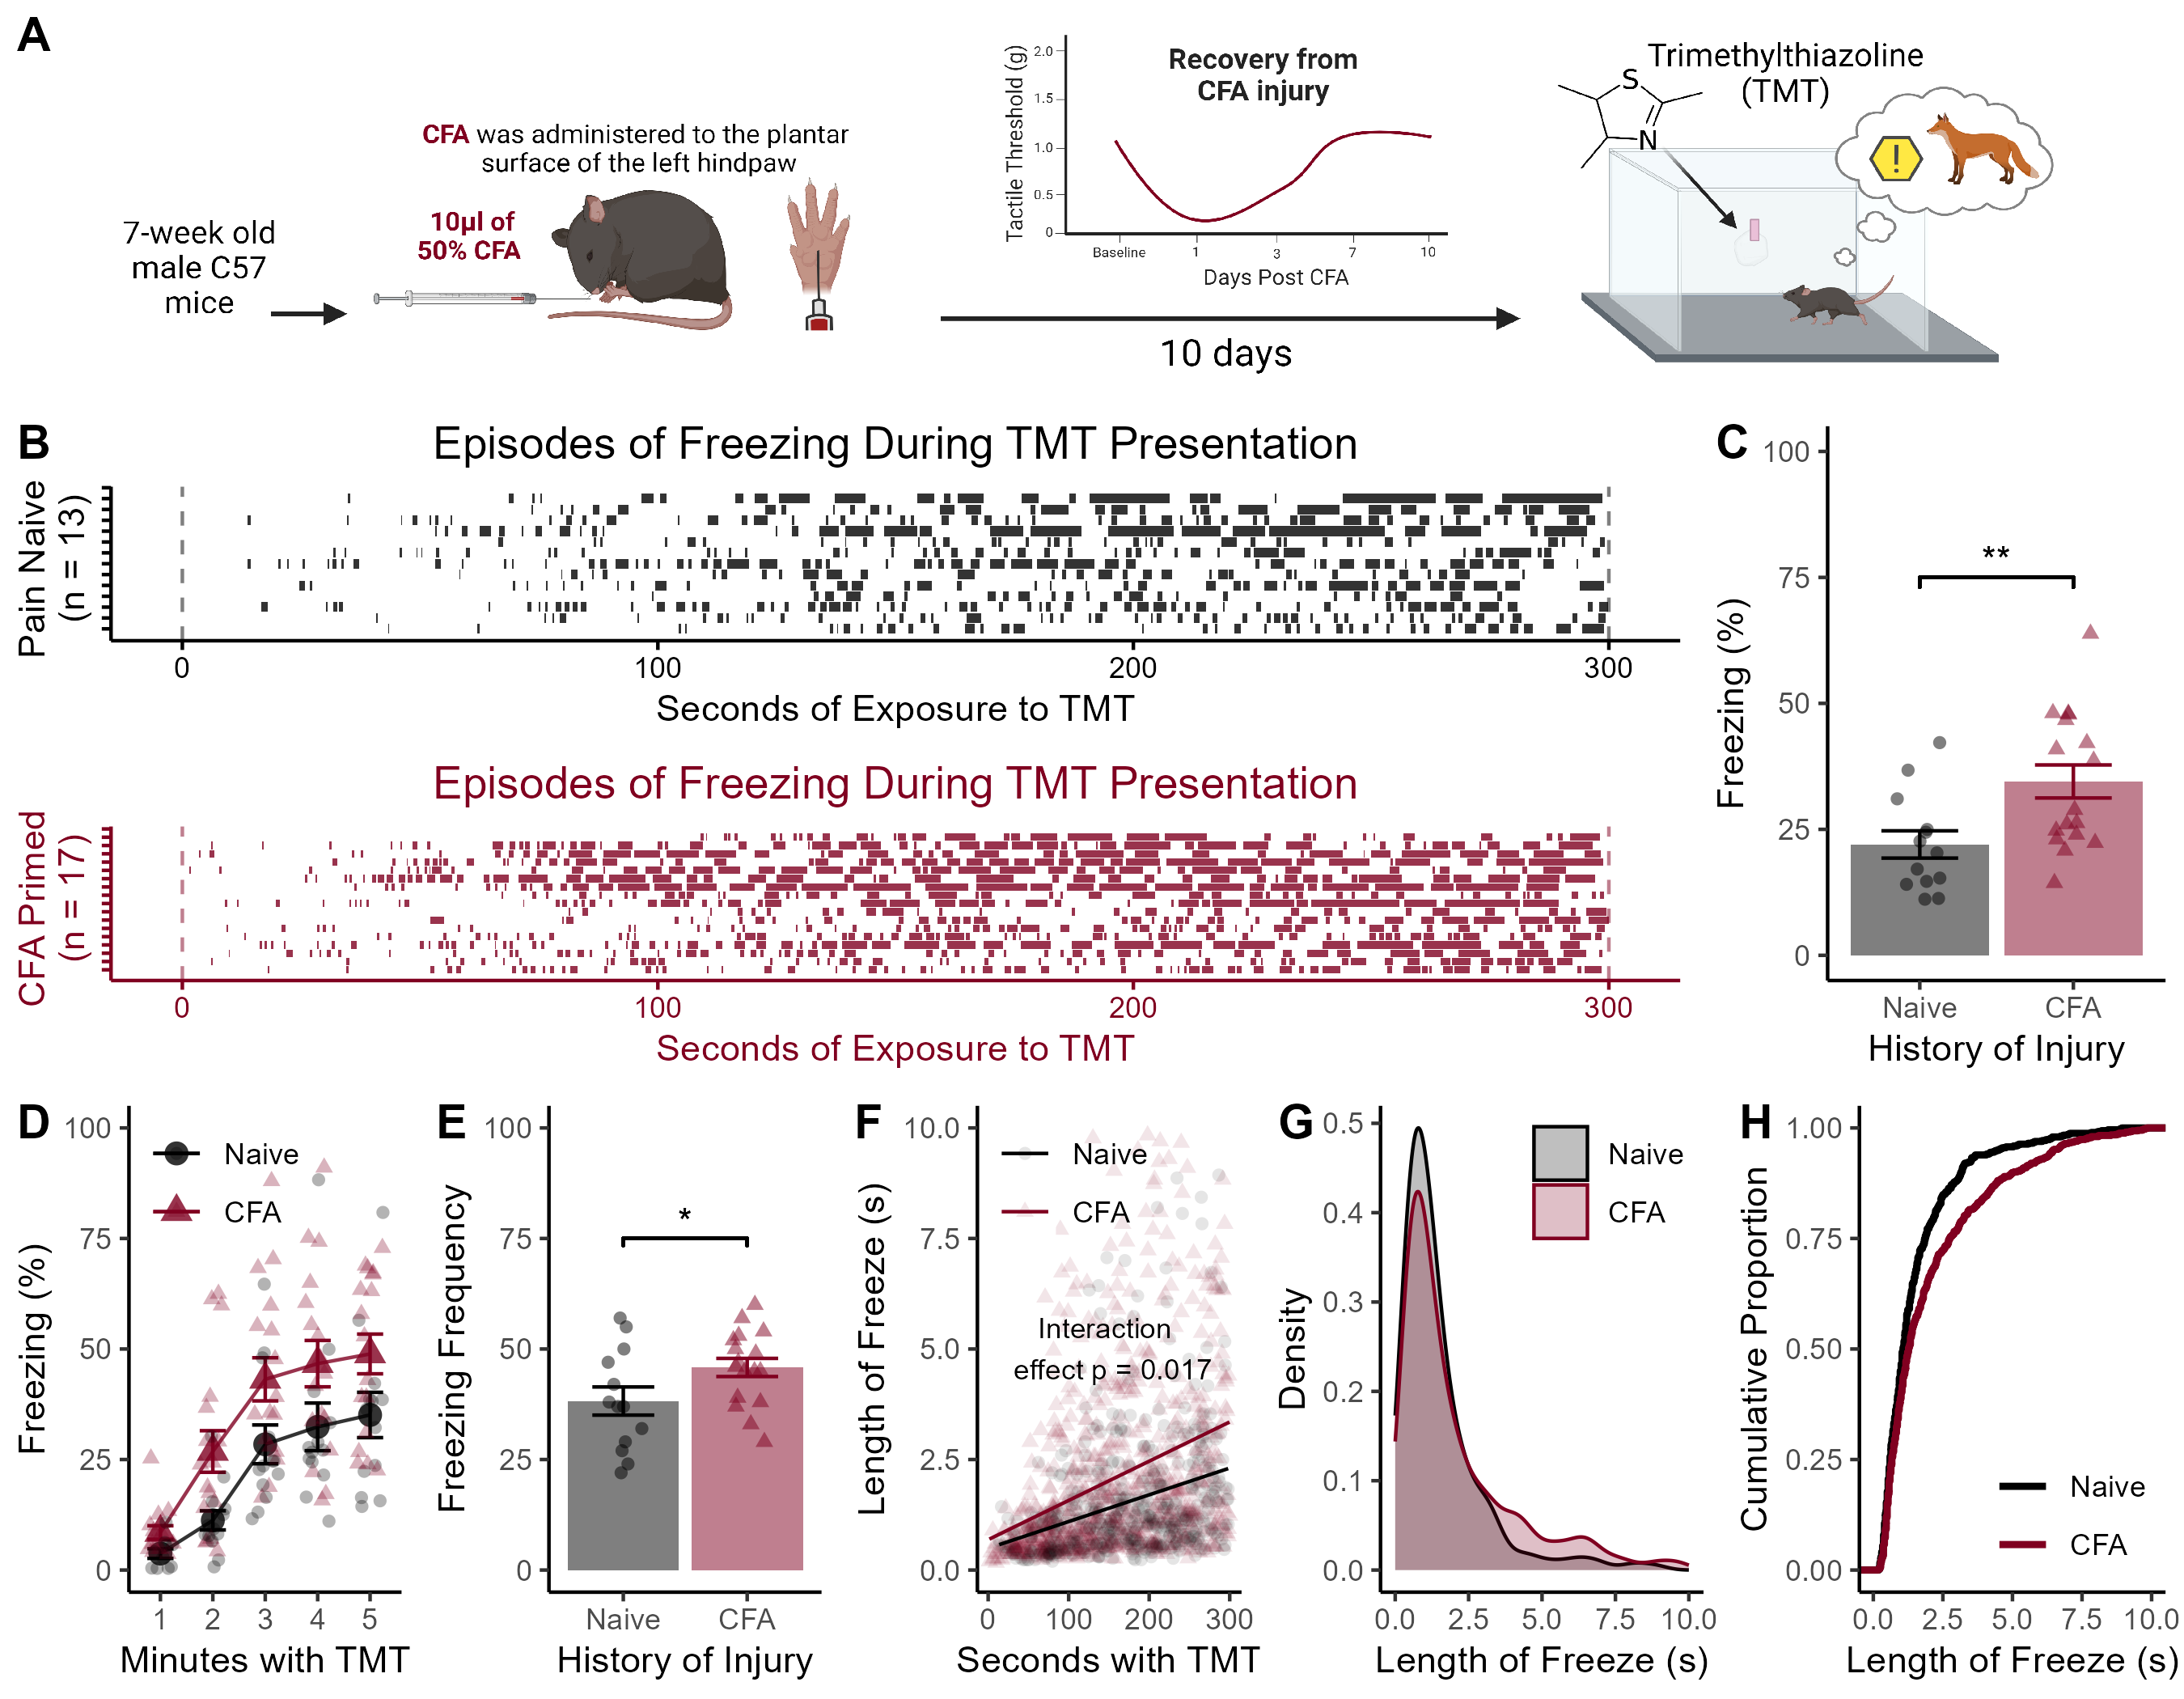 A
7-week old
male C57
mice
CFA was administered to the plantar
surface of the left hindpaw
10µl of
50% CFA
Recovery from
CFA injury
Tactile Threshold (g)
2.0
1.5
1.0
0.5
0
Baseline 1 3 7 10
Days Post CFA
10 days
Trimethylthiazoline
(TMT)
S
N
!
B
Episodes of Freezing During TMT Presentation
Pain Naive
(n = 13)
0 100 200 300
Seconds of Exposure to TMT
Episodes of Freezing During TMT Presentation
CFA Primed
(n = 17)
0 100 200 300
Seconds of Exposure to TMT
C
Freezing (%)
100
75
50
25
0
**
Naive CFA
History of Injury
D
Freezing (%)
100
75
50
25
0
Naive
CFA
1 2 3 4 5
Minutes with TMT
E
Freezing Frequency
100
75
50
25
0
*
Naive CFA
History of Injury
F
Length of Freeze (s)
10.0
7.5
5.0
2.5
0.0
Naive
CFA
Interaction
effect p = 0.017
0 100 200 300
Seconds with TMT
G
Density
0.5
0.4
0.3
0.2
0.1
0.0
Naive
CFA
0.0 2.5 5.0 7.5 10.0
Length of Freeze (s)
H
Cumulative Proportion
1.00
0.75
0.50
0.25
0.00
Naive
CFA
0.0 2.5 5.0 7.5 10.0
Length of Freeze (s)